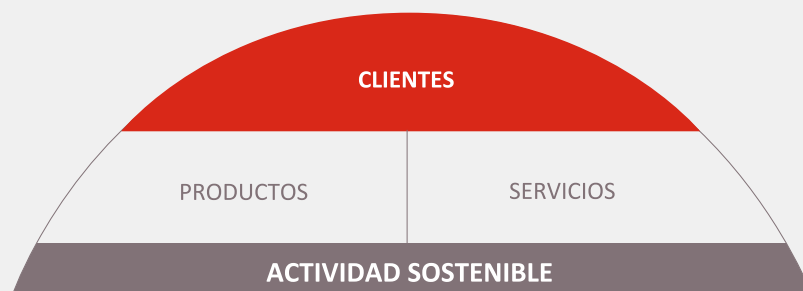 CLIENTES
PRODUCTOS
SERVICIOS
ACTIVIDAD SOSTENIBLE